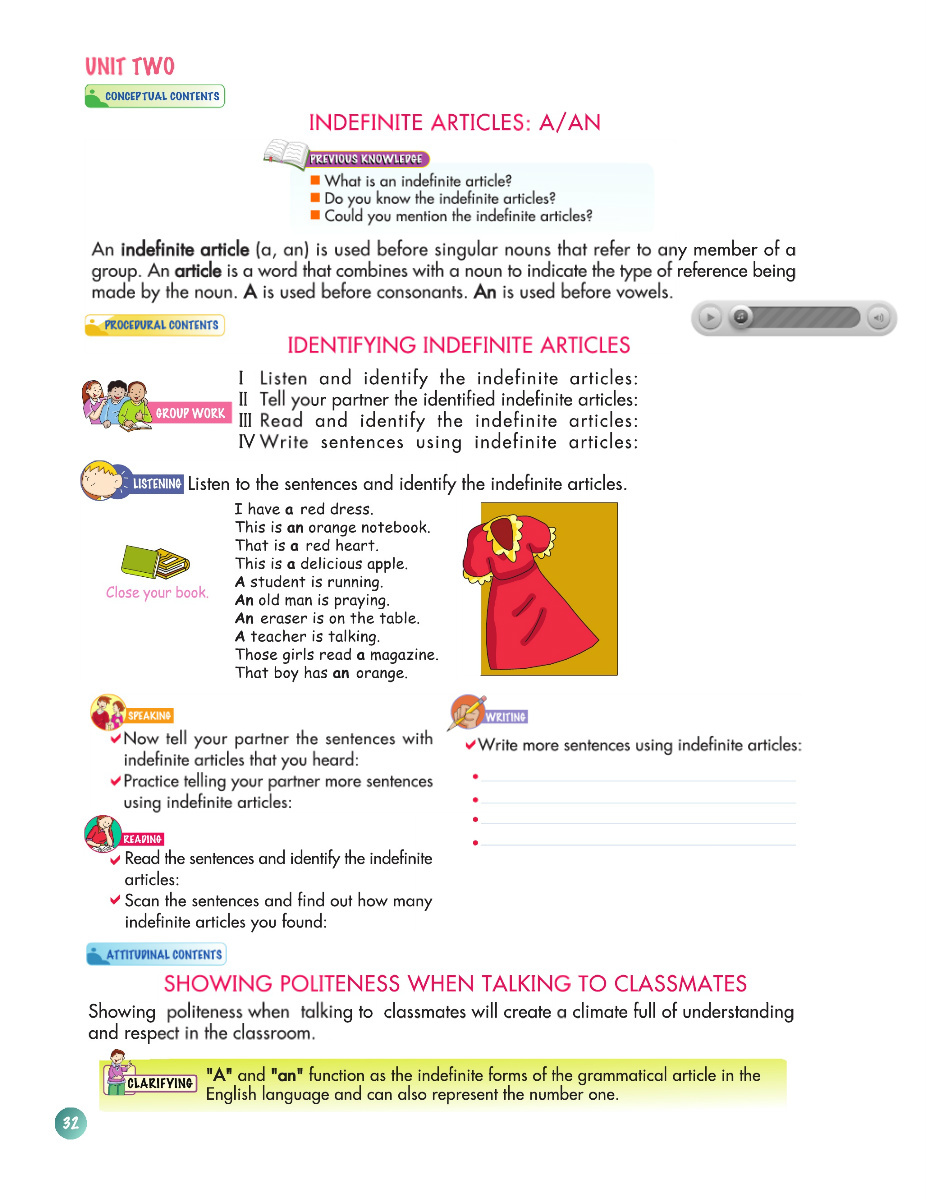 UNIT TWO
CONCEPTUAL CONTENTS
INDEFINITE ARTICLES: A/AN
PREVIOUS KNOWLEDGE
What is an indefinite article?
Do you know the indefinite articles?
Could you mention the indefinite articles?
An indefinite article (a, an) is used before singular nouns that refer to any member of a
group. An article is a word that combines with a noun to indicate the type of reference being
made by the noun. A is used before consonants. An is used before vowels.
PROCEDURAL CONTENTS
IDENTIFYING INDEFINITE ARTICLES
GROUP WORK
I Listen and identify the indefinite articles:
II Tell your partner the identified indefinite articles:
III Read and identify the indefinite articles:
IV Write sentences using indefinite articles:
LISTENING Listen to the sentences and identify the indefinite articles.
Close your book.
I have a red dress.
This is an orange notebook.
That is a red heart.
This is a delicious apple.
A student is running.
An old man is praying.
An eraser is on the table.
A teacher is talking.
Those girls read a magazine.
That boy has an orange.
SPEAKING
Now tell your partner the sentences with
indefinite articles that you heard:
Practice telling your partner more sentences
using indefinite articles:
READING
Read the sentences and identify the indefinite
articles:
Scan the sentences and find out how many
indefinite articles you found:
WRITING
Write more sentences using indefinite articles:
ATTITUDINAL CONTENTS
SHOWING POLITENESS WHEN TALKING TO CLASSMATES
Showing politeness when talking to classmates will create a climate full of understanding
and respect in the classroom.
CLARIFYING
"A" and "an" function as the indefinite forms of the grammatical article in the
English language and can also represent the number one.
32